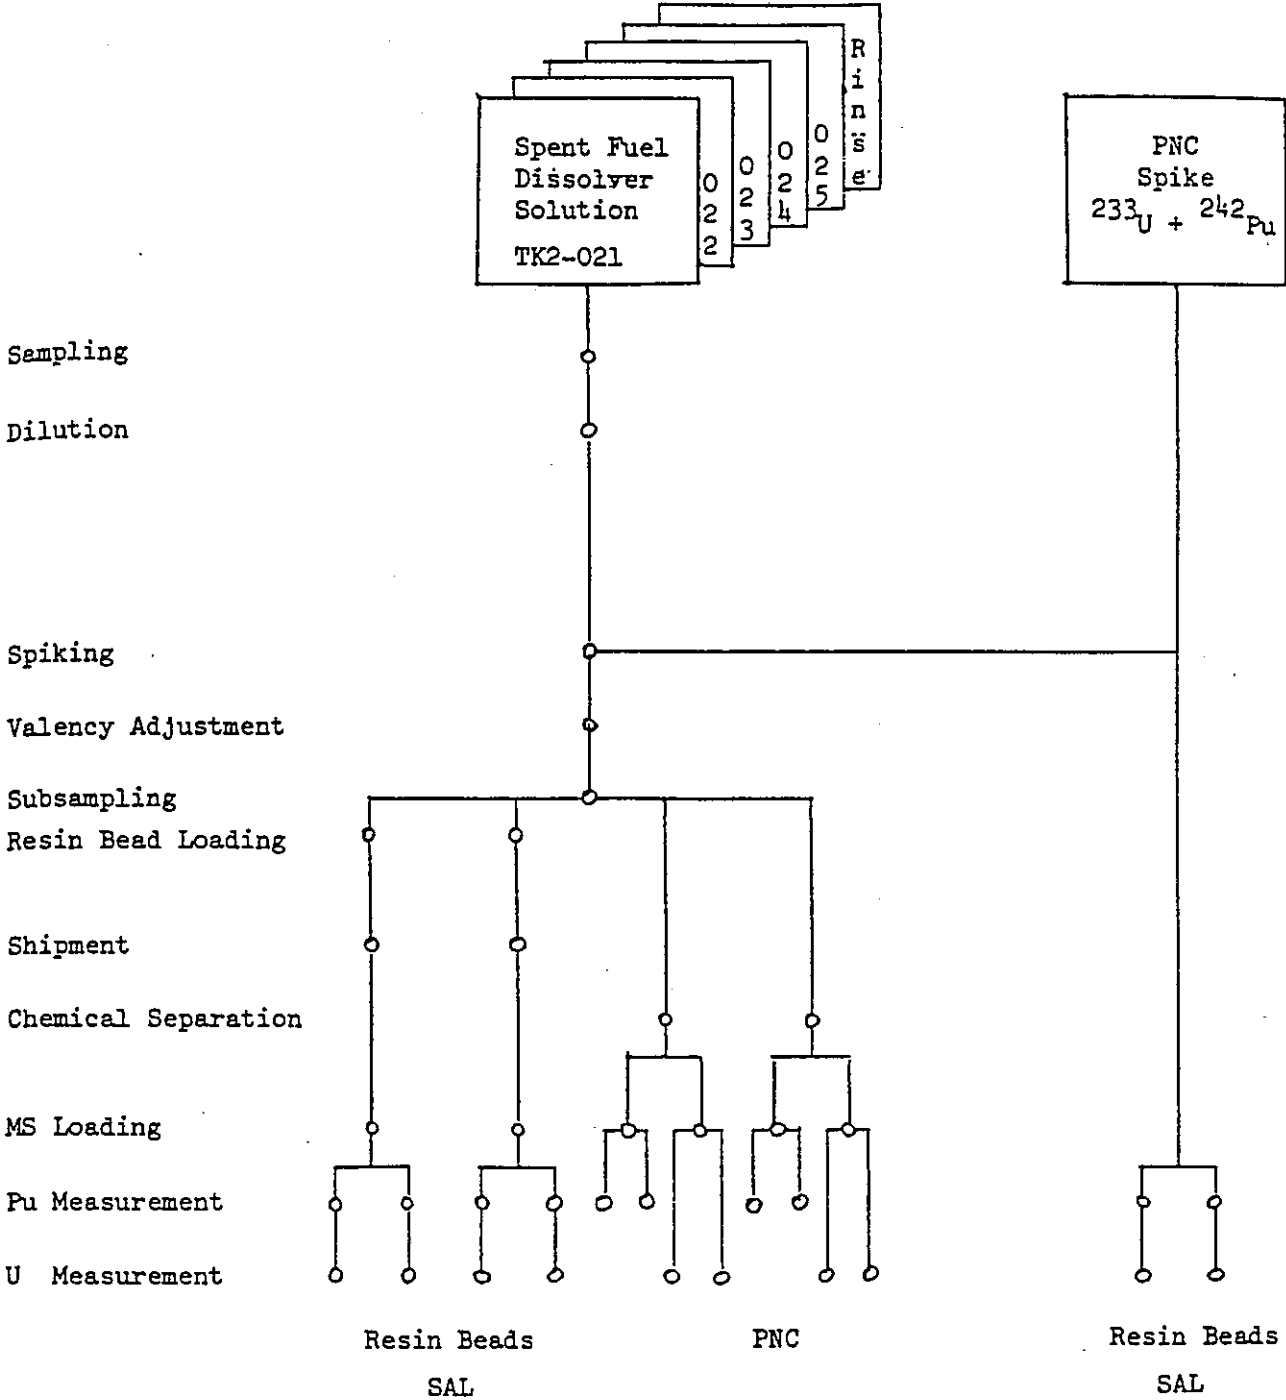 Spent Fuel
Dissolver
Solution
TK2-021
022
023
024
025
Rinse
PNC
Spike
233U + 242Pu
Sampling
Dilution
Spiking
Valency Adjustment
Subsampling
Resin Bead Loading
Shipment
Chemical Separation
MS Loading
Pu Measurement
U Measurement
Resin Beads
SAL
PNC
Resin Beads
SAL